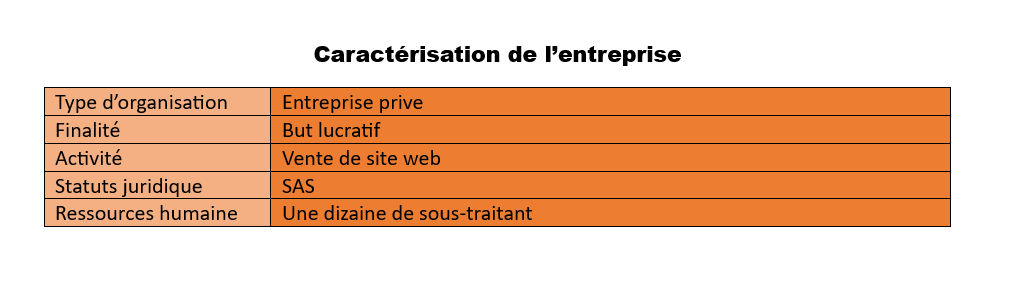 Caractérisation de l’entreprise
Type d’organisation Entreprise prive
Finalité But lucratif
Activité Vente de site web
Statuts juridique SAS
Ressources humaine Une dizaine de sous-traitant